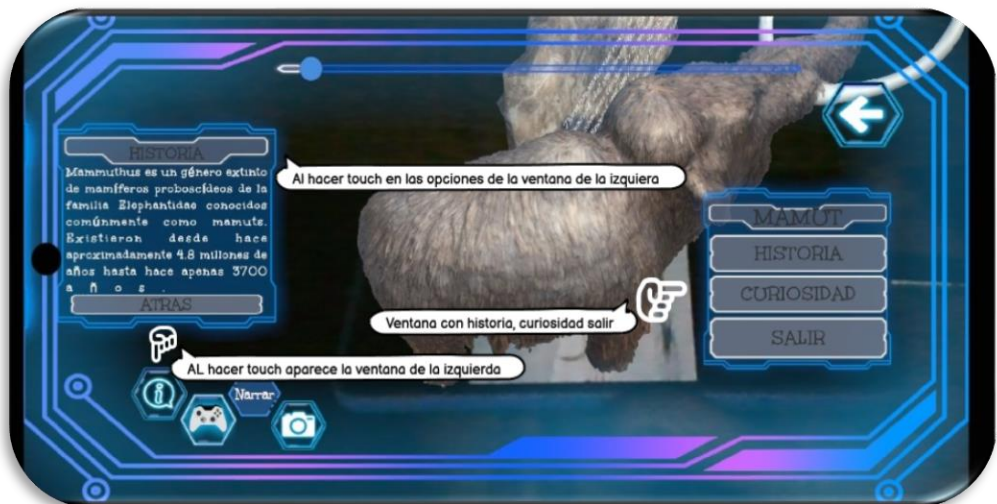 HISTORIA
Mammuthus es un género extinto
de mamíferos proboscídeos de la
familia Elephantidae conocidos
comúnmente como mamuts.
Existieron desde hace
aproximadamente 4.8 millones de
años hasta hace apenas 3700
años.
ATRAS
Al hacer touch en las opciones de la ventana de la izquiera
MAMUT
HISTORIA
CURIOSIDAD
SALIR
Ventana con historia, curiosidad salir
AL hacer touch aparece la ventana de la izquierda
Narrar